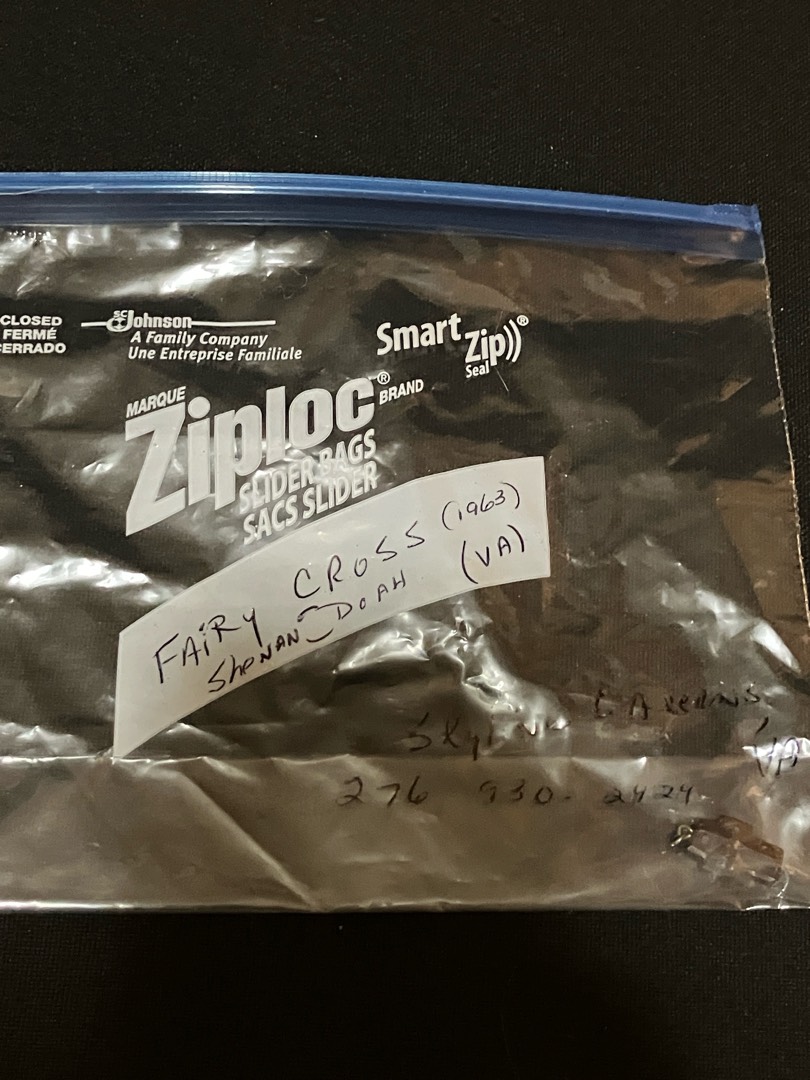 CLOSED
FERMÉ
CERRADO
SC Johnson
A Family Company
Une Entreprise Familiale
Smart Zip®
Seal
MARQUE
Ziploc® BRAND
SLIDER BAGS
SACS SLIDER
FAiRy CROSS (1963)
SheNANDOAH (VA)
CAverns
VA
276 930-2424